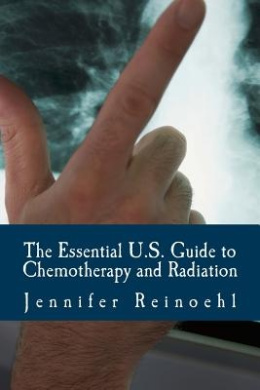 The Essential U.S. Guide to
Chemotherapy and Radiation
Jennifer Reinoehl